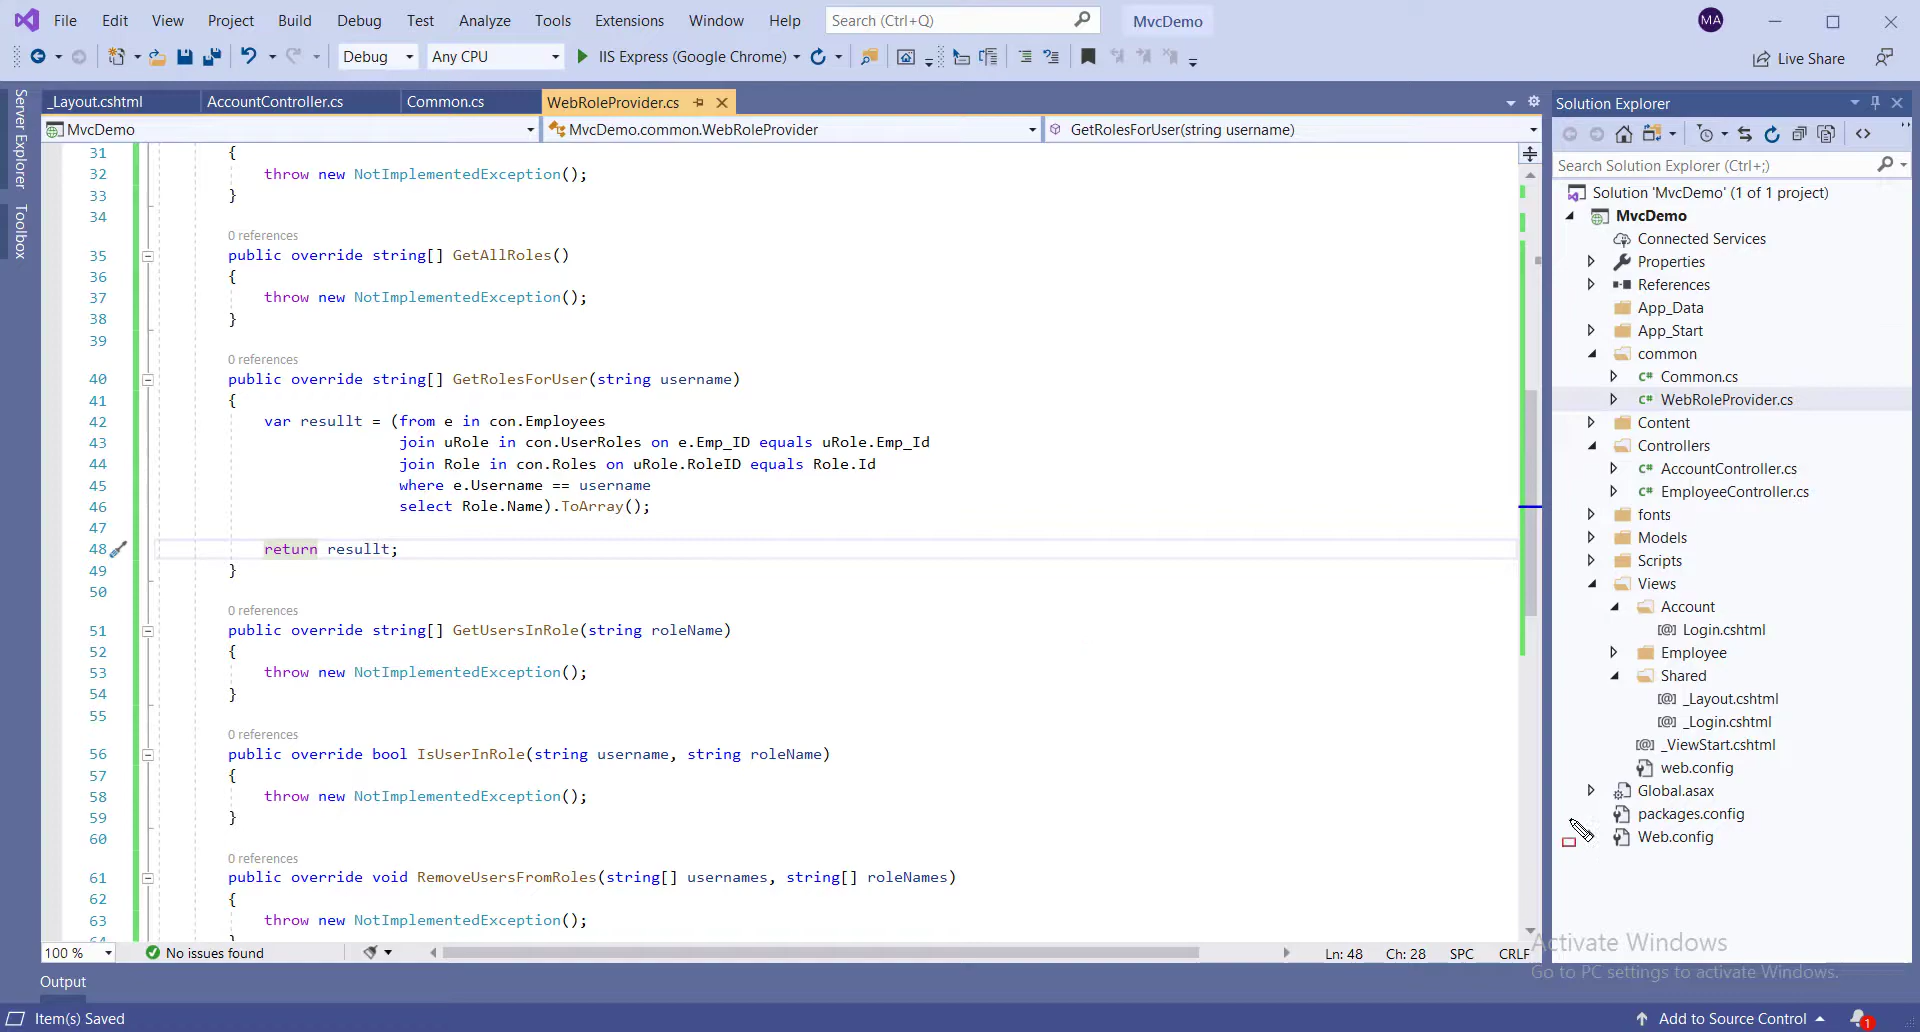 File Edit View Project Build Debug Test Analyze Tools Extensions Window Help Search (Ctrl+Q) MvcDemo MA
Debug Any CPU IIS Express (Google Chrome) Live Share
Server Explorer
Toolbox
_Layout.cshtml AccountController.cs Common.cs WebRoleProvider.cs
MvcDemo MvcDemo.common.WebRoleProvider GetRolesForUser(string username)
31 {
32 throw new NotImplementedException();
33 }
34
0 references
35 public override string[] GetAllRoles()
36 {
37 throw new NotImplementedException();
38 }
39
0 references
40 public override string[] GetRolesForUser(string username)
41 {
42 var resullt = (from e in con.Employees
43 join uRole in con.UserRoles on e.Emp_ID equals uRole.Emp_Id
44 join Role in con.Roles on uRole.RoleID equals Role.Id
45 where e.Username == username
46 select Role.Name).ToArray();
47
48 return resullt;
49 }
50
0 references
51 public override string[] GetUsersInRole(string roleName)
52 {
53 throw new NotImplementedException();
54 }
55
0 references
56 public override bool IsUserInRole(string username, string roleName)
57 {
58 throw new NotImplementedException();
59 }
60
0 references
61 public override void RemoveUsersFromRoles(string[] usernames, string[] roleNames)
62 {
63 throw new NotImplementedException();
64 }
100 % No issues found Ln: 48 Ch: 28 SPC CRLF
Output
Item(s) Saved
Solution Explorer
Search Solution Explorer (Ctrl+;)
Solution 'MvcDemo' (1 of 1 project)
MvcDemo
Connected Services
Properties
References
App_Data
App_Start
common
C# Common.cs
C# WebRoleProvider.cs
Content
Controllers
C# AccountController.cs
C# EmployeeController.cs
fonts
Models
Scripts
Views
Account
[@] Login.cshtml
Employee
Shared
[@] _Layout.cshtml
[@] _Login.cshtml
[@] _ViewStart.cshtml
web.config
Global.asax
packages.config
Web.config
Activate Windows
Go to PC settings to activate Windows.
Add to Source Control 1